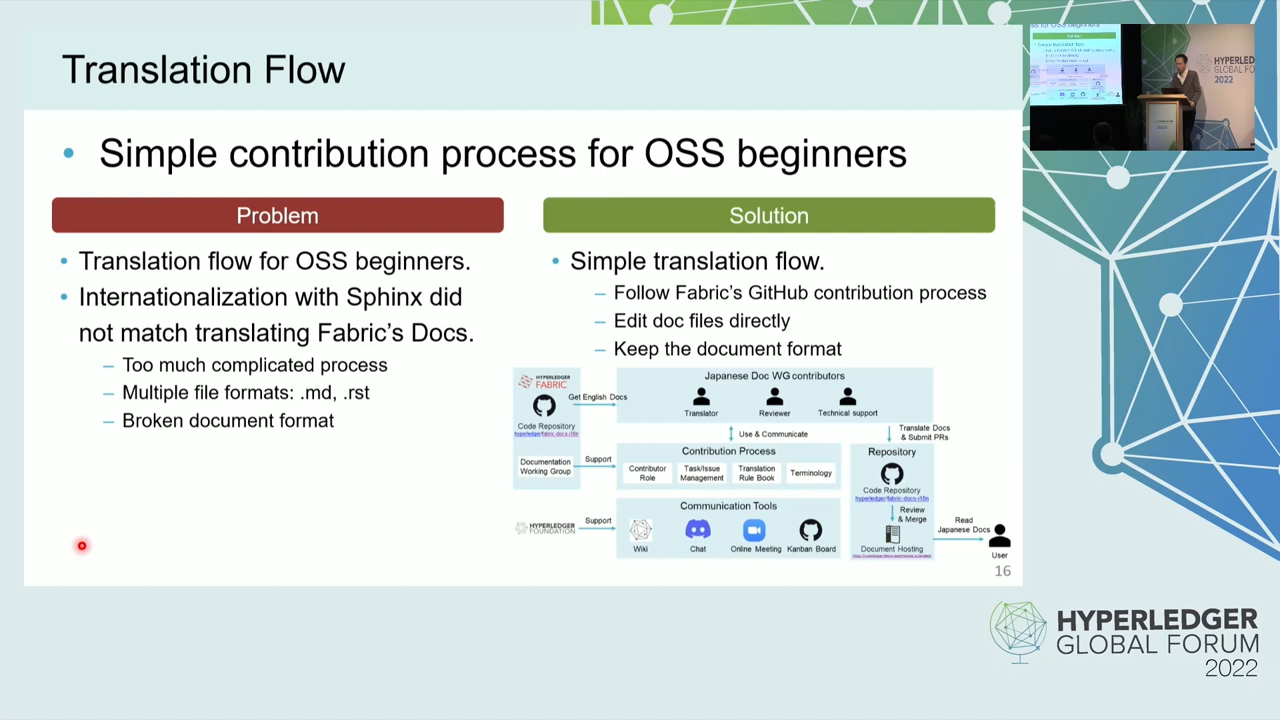 Translation Flow
• Simple contribution process for OSS beginners
Problem
• Translation flow for OSS beginners.
• Internationalization with Sphinx did
not match translating Fabric's Docs.
– Too much complicated process
– Multiple file formats: .md, .rst
– Broken document format
Solution
• Simple translation flow.
– Follow Fabric's GitHub contribution process
– Edit doc files directly
– Keep the document format
HYPERLEDGER
FABRIC
Code Repository
hyperledger/fabric-docs-i18n
Get English Docs
Documentation
Working Group
Support
HYPERLEDGER
FOUNDATION
Support
Japanese Doc WG contributors
Translator
Reviewer
Technical support
Use & Communicate
Translate Docs
& Submit PRs
Contribution Process
Contributor
Role
Task/Issue
Management
Translation
Rule Book
Terminology
Communication Tools
Wiki
Chat
Online Meeting
Kanban Board
Repository
Code Repository
hyperledger/fabric-docs-i18n
Review
& Merge
Document Hosting
Read
Japanese Docs
User
16
HYPERLEDGER
GLOBAL FO
2022
HYPERLEDGER
GLOBAL FORUM
2022